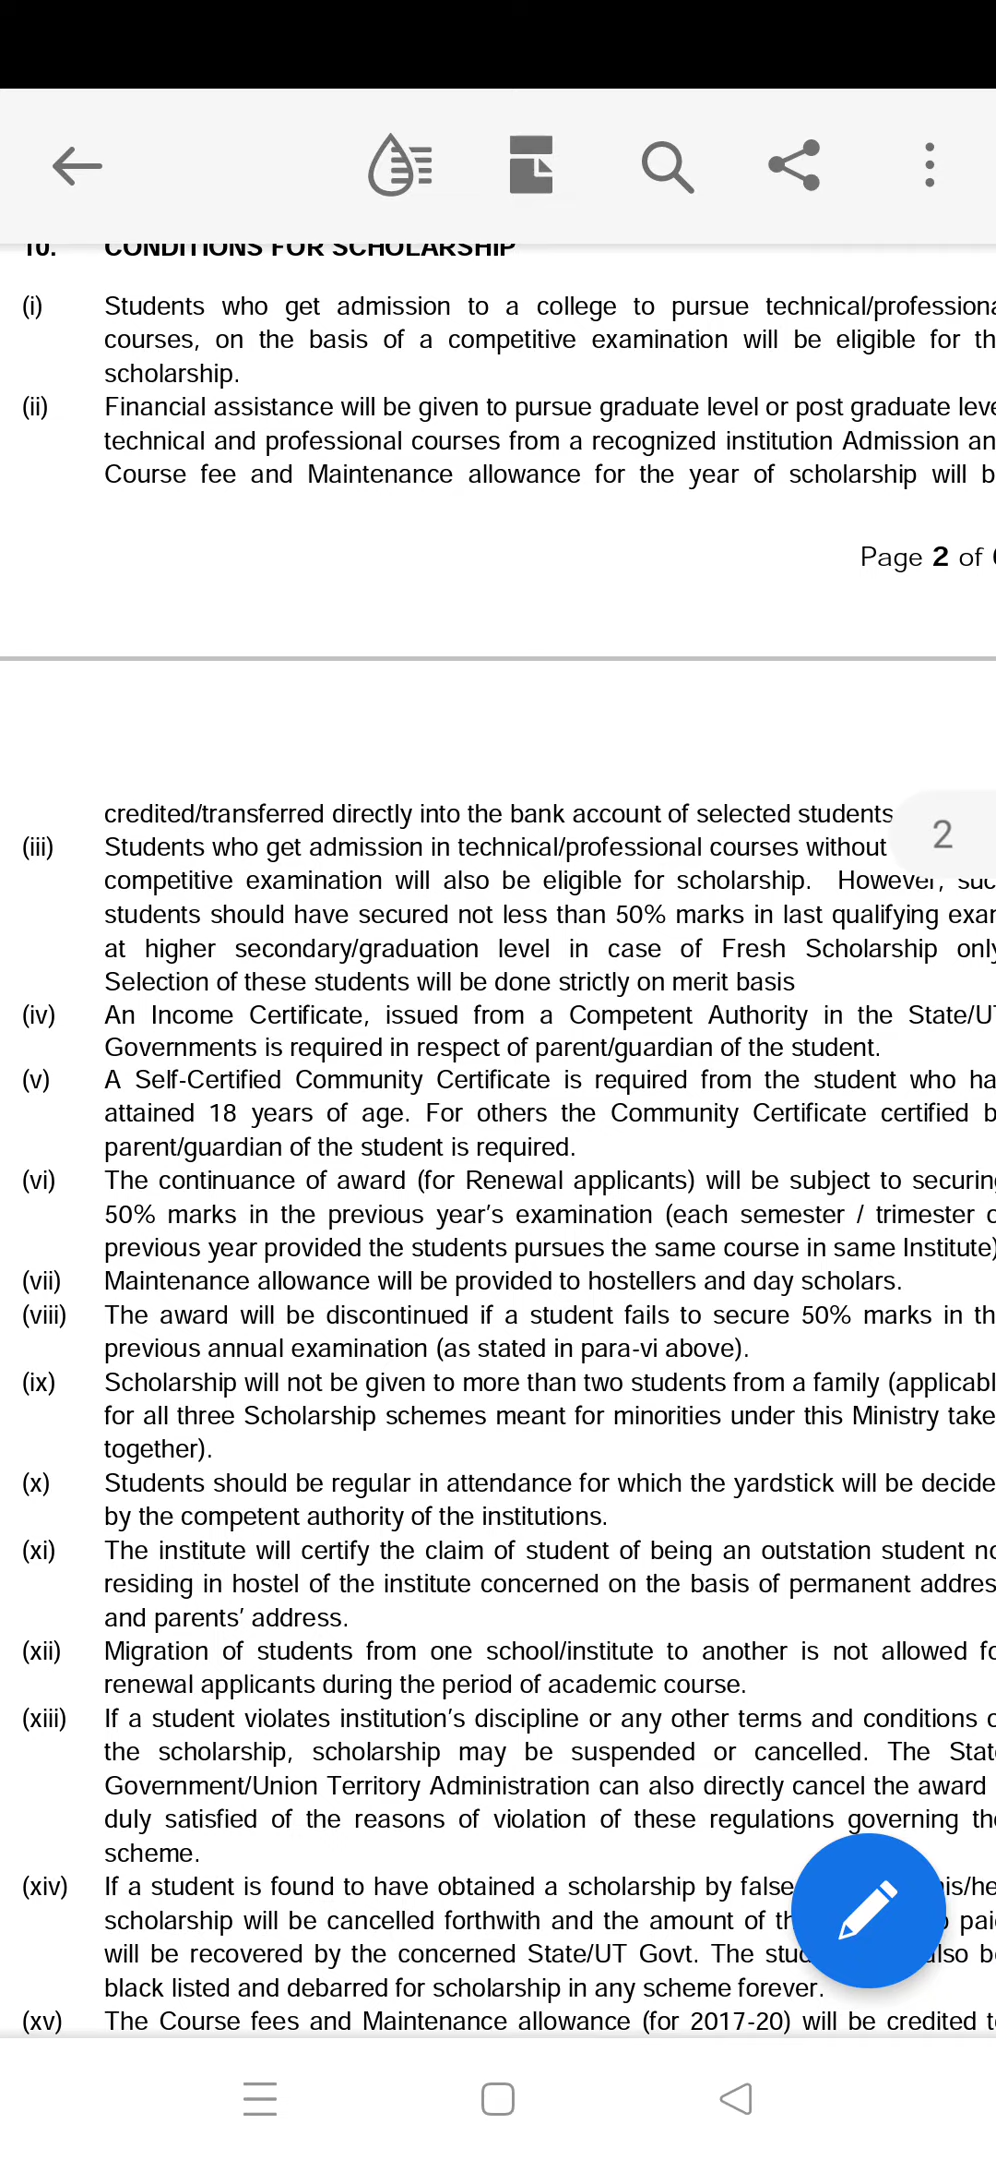 10. CONDITIONS FOR SCHOLARSHIP
(i) Students who get admission to a college to pursue technical/professiona
courses, on the basis of a competitive examination will be eligible for th
scholarship.
(ii) Financial assistance will be given to pursue graduate level or post graduate leve
technical and professional courses from a recognized institution Admission an
Course fee and Maintenance allowance for the year of scholarship will b
Page 2 of
credited/transferred directly into the bank account of selected students
2
(iii) Students who get admission in technical/professional courses without
competitive examination will also be eligible for scholarship. However, suc
students should have secured not less than 50% marks in last qualifying exam
at higher secondary/graduation level in case of Fresh Scholarship only
Selection of these students will be done strictly on merit basis
(iv) An Income Certificate, issued from a Competent Authority in the State/UT
Governments is required in respect of parent/guardian of the student.
(v) A Self-Certified Community Certificate is required from the student who ha
attained 18 years of age. For others the Community Certificate certified b
parent/guardian of the student is required.
(vi) The continuance of award (for Renewal applicants) will be subject to securing
50% marks in the previous year's examination (each semester / trimester o
previous year provided the students pursues the same course in same Institute)
(vii) Maintenance allowance will be provided to hostellers and day scholars.
(viii) The award will be discontinued if a student fails to secure 50% marks in th
previous annual examination (as stated in para-vi above).
(ix) Scholarship will not be given to more than two students from a family (applicabl
for all three Scholarship schemes meant for minorities under this Ministry take
together).
(x) Students should be regular in attendance for which the yardstick will be decide
by the competent authority of the institutions.
(xi) The institute will certify the claim of student of being an outstation student no
residing in hostel of the institute concerned on the basis of permanent addres
and parents' address.
(xii) Migration of students from one school/institute to another is not allowed fo
renewal applicants during the period of academic course.
(xiii) If a student violates institution's discipline or any other terms and conditions o
the scholarship, scholarship may be suspended or cancelled. The State
Government/Union Territory Administration can also directly cancel the award
duly satisfied of the reasons of violation of these regulations governing the
scheme.
(xiv) If a student is found to have obtained a scholarship by false his/he
scholarship will be cancelled forthwith and the amount of th paid
will be recovered by the concerned State/UT Govt. The stud also be
black listed and debarred for scholarship in any scheme forever.
(xv) The Course fees and Maintenance allowance (for 2017-20) will be credited to